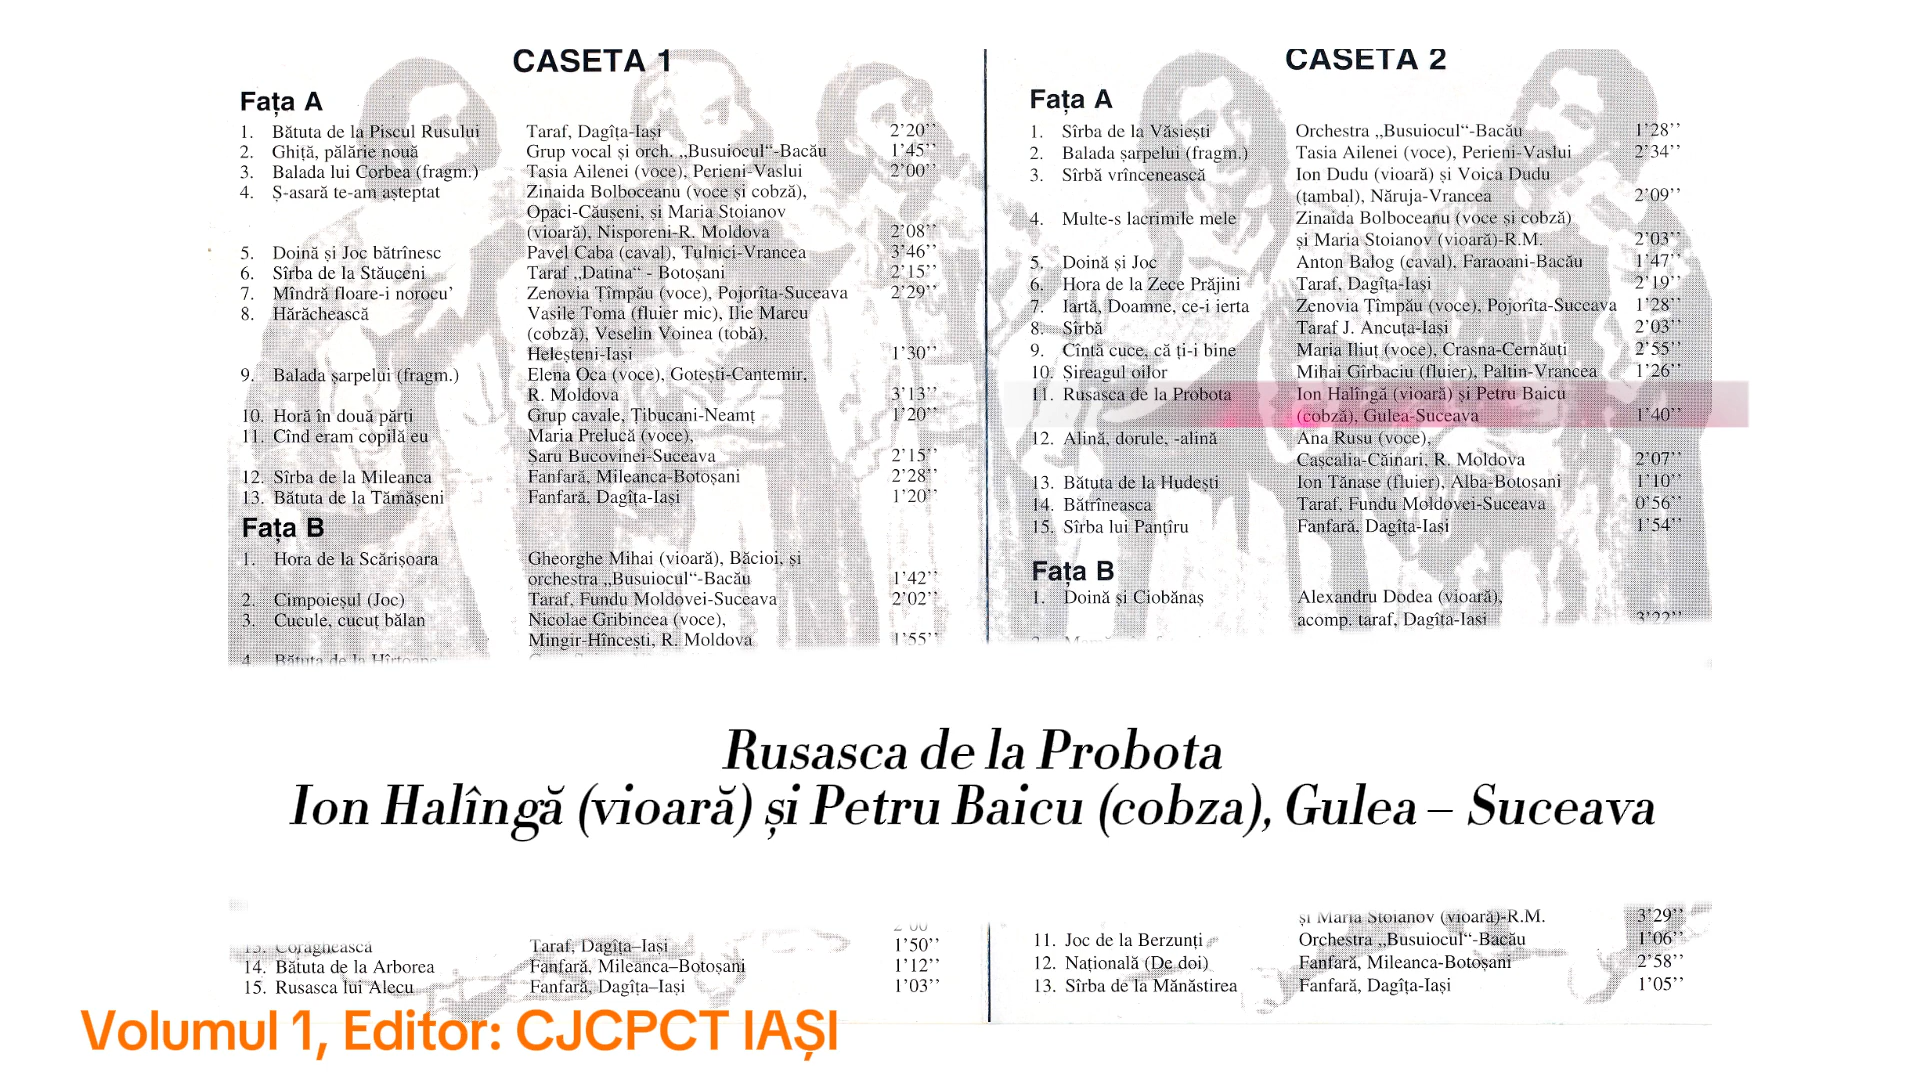 CASETA 1
Fața A
1. Bătuta de la Piscul Rusului Taraf, Dagîța-Iași 2'20''
2. Ghiță, pălărie nouă Grup vocal și orch. „Busuiocul“-Bacău 1'45''
3. Balada lui Corbea (fragm.) Tasia Ailenei (voce), Perieni-Vaslui 2'00''
4. Ș-asară te-am așteptat Zinaida Bolboceanu (voce și cobză),
Opaci-Căușeni, și Maria Stoianov
(vioară), Nisporeni-R. Moldova 2'08''
5. Doină și Joc bătrînesc Pavel Caba (caval), Tulnici-Vrancea 3'46''
6. Sîrba de la Stăuceni Taraf „Datina“ - Botoșani 2'15''
7. Mîndră floare-i norocu' Zenovia Tîmpău (voce), Pojorîta-Suceava 2'29''
8. Hărăchească Vasile Toma (fluier mic), Ilie Marcu
(cobză), Veselin Voinea (tobă),
Heleșteni-Iași 1'30''
9. Balada șarpelui (fragm.) Elena Oca (voce), Gotești-Cantemir,
R. Moldova 3'13''
10. Horă în două părți Grup cavale, Tibucani-Neamț 1'20''
11. Cînd eram copilă eu Maria Prelucă (voce),
Șaru Bucovinei-Suceava 2'15''
12. Sîrba de la Mileanca Fanfară, Mileanca-Botoșani 2'28''
13. Bătuta de la Tămășeni Fanfară, Dagîța-Iași 1'20''
Fața B
1. Hora de la Scărișoara Gheorghe Mihai (vioară), Băcioi, și
orchestra „Busuiocul“-Bacău 1'42''
2. Cimpoieșul (Joc) Taraf, Fundu Moldovei-Suceava 2'02''
3. Cucule, cucuț bălan Nicolae Gribincea (voce),
Mingir-Hîncești, R. Moldova 1'55''
4. Bătuta de la
CASETA 2
Fața A
1. Sîrba de la Văsiești Orchestra „Busuiocul“-Bacău 1'28''
2. Balada șarpelui (fragm.) Tasia Ailenei (voce), Perieni-Vaslui 2'34''
3. Sîrbă vrîncenească Ion Dudu (vioară) și Voica Dudu
(țambal), Năruja-Vrancea 2'09''
4. Multe-s lacrimile mele Zinaida Bolboceanu (voce și cobză)
și Maria Stoianov (vioară)-R.M. 2'03''
5. Doină și Joc Anton Balog (caval), Faraoani-Bacău 1'47''
6. Hora de la Zece Prăjini Taraf, Dagîța-Iași 2'19''
7. Iartă, Doamne, ce-i ierta Zenovia Tîmpău (voce), Pojorîta-Suceava 1'28''
8. Sîrbă Taraf J. Ancuța-Iași 2'03''
9. Cîntă cuce, că ți-i bine Maria Iliuț (voce), Crasna-Cernăuți 2'55''
10. Șireagul oilor Mihai Gîrbaciu (fluier), Paltin-Vrancea 1'26''
11. Rusasca de la Probota Ion Halîngă (vioară) și Petru Baicu
(cobză), Gulea-Suceava 1'40''
12. Alină, dorule, -alină Ana Rusu (voce),
Cașcalia-Căinari, R. Moldova 2'07''
13. Bătuta de la Hudești Ion Tănase (fluier), Alba-Botoșani 1'10''
14. Bătrîneasca Taraf, Fundu Moldovei-Suceava 0'56''
15. Sîrba lui Panțîru Fanfară, Dagîța-Iași 1'54''
Fața B
1. Doină și Ciobănaș Alexandru Dodea (vioară),
acomp. taraf, Dagîța-Iași 3'22''
Rusasca de la Probota
Ion Halîngă (vioară) și Petru Baicu (cobza), Gulea – Suceava
13. Corăghească Taraf, Dagîța–Iași 1'50''
14. Bătuta de la Arborea Fanfară, Mileanca–Botoșani 1'12''
15. Rusasca lui Alecu Fanfară, Dagîța–Iași 1'03''
și Maria Stoianov (vioară)-R.M. 3'29''
11. Joc de la Berzunți Orchestra „Busuiocul“-Bacău 1'06''
12. Națională (De doi) Fanfară, Mileanca-Botoșani 2'58''
13. Sîrba de la Mănăstirea Fanfară, Dagîța-Iași 1'05''
Volumul 1, Editor: CJCPCT IAȘI